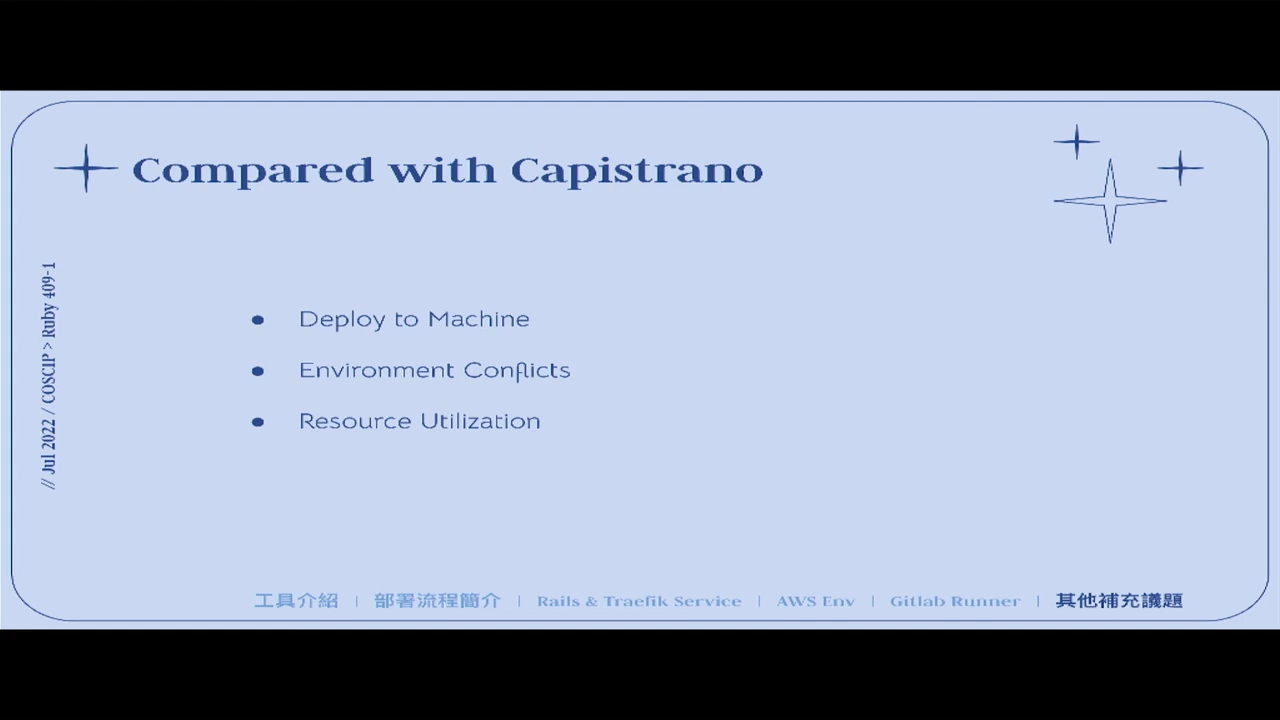 Compared with Capistrano
// Jul 2022 / COSCIP > Ruby 409-1
● Deploy to Machine
● Environment Conflicts
● Resource Utilization
工具介紹 | 部署流程簡介 | Rails & Traefik Service | AWS Env | Gitlab Runner | 其他補充議題